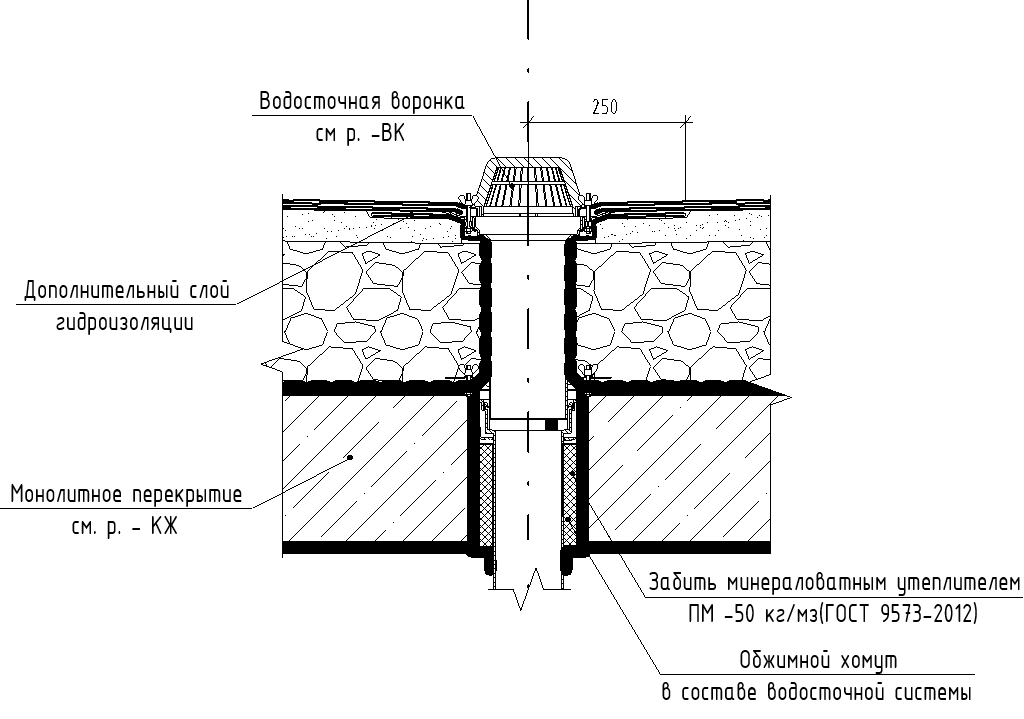 Водосточная воронка
см р. -ВК
250
Дополнительный слой
гидроизоляции
Монолитное перекрытие
см. р. - КЖ
Забить минераловатным утеплителем
ПМ -50 кг/мз(ГОСТ 9573-2012)
Обжимной хомут
в составе водосточной системы